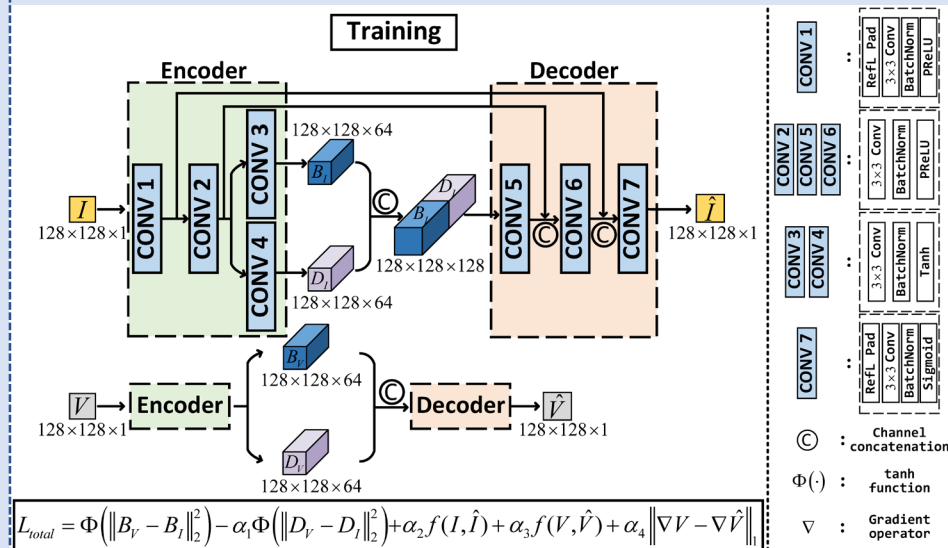 Training
Encoder
Decoder
CONV 1
CONV 2
CONV 3
CONV 4
128×128×64
B_I
D_I
128×128×64
I
128×128×1
©
B_I
D_I
128×128×128
CONV 5
©
CONV 6
©
CONV 7
Î
128×128×1
V
128×128×1
Encoder
B_V
128×128×64
D_V
128×128×64
©
Decoder
V̂
128×128×1
L_{total} = Φ(‖B_V − B_I‖_2^2) − α_1Φ(‖D_V − D_I‖_2^2) + α_2 f(I, Î) + α_3 f(V, V̂) + α_4‖∇V − ∇V̂‖_1
CONV 1
:
RefL Pad
3×3 Conv
BatchNorm
PReLU
CONV 2
CONV 5
CONV 6
:
3×3 Conv
BatchNorm
PReLU
CONV 3
CONV 4
:
3×3 Conv
BatchNorm
Tanh
CONV 7
:
RefL Pad
3×3 Conv
BatchNorm
Sigmoid
© : Channel
concatenation
Φ(·) : tanh
function
∇ : Gradient
operator